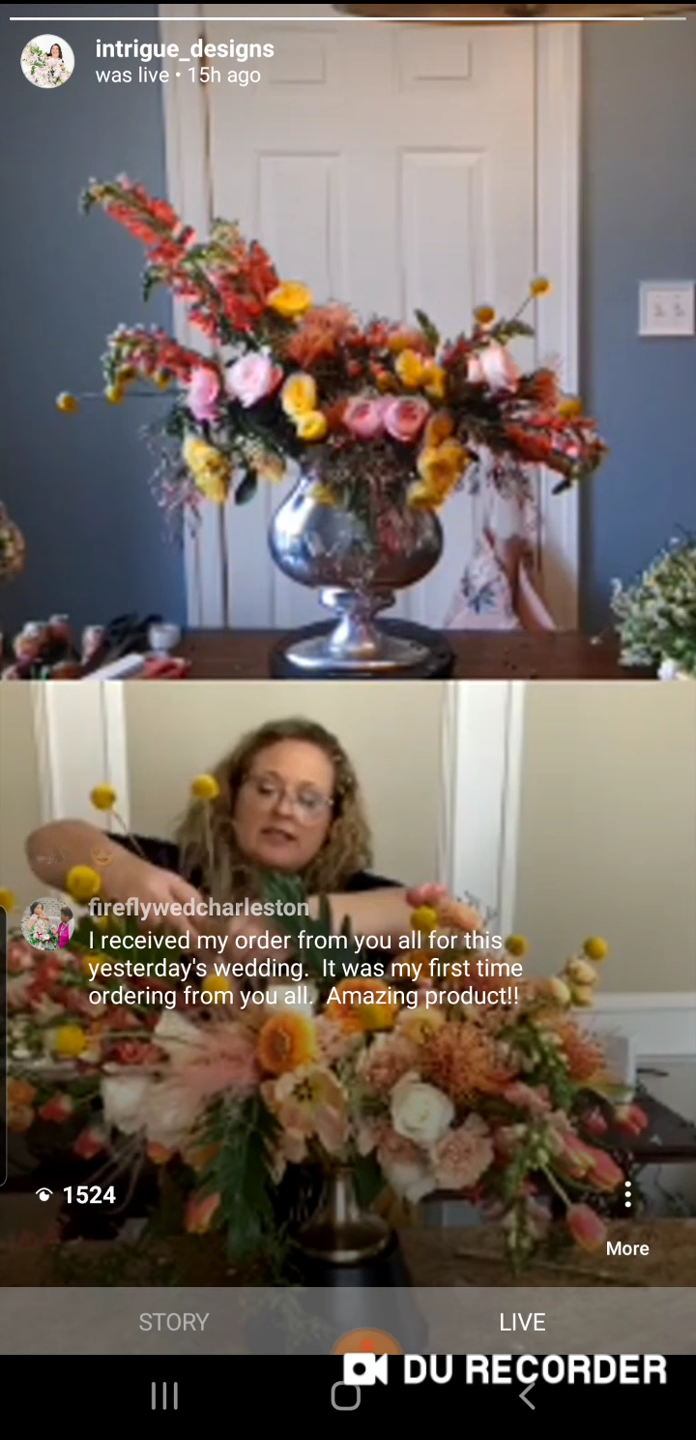 intrigue_designs
was live • 15h ago
fireflywedcharleston
I received my order from you all for this
yesterday's wedding. It was my first time
ordering from you all. Amazing product!!
1524
More
STORY LIVE
DU RECORDER